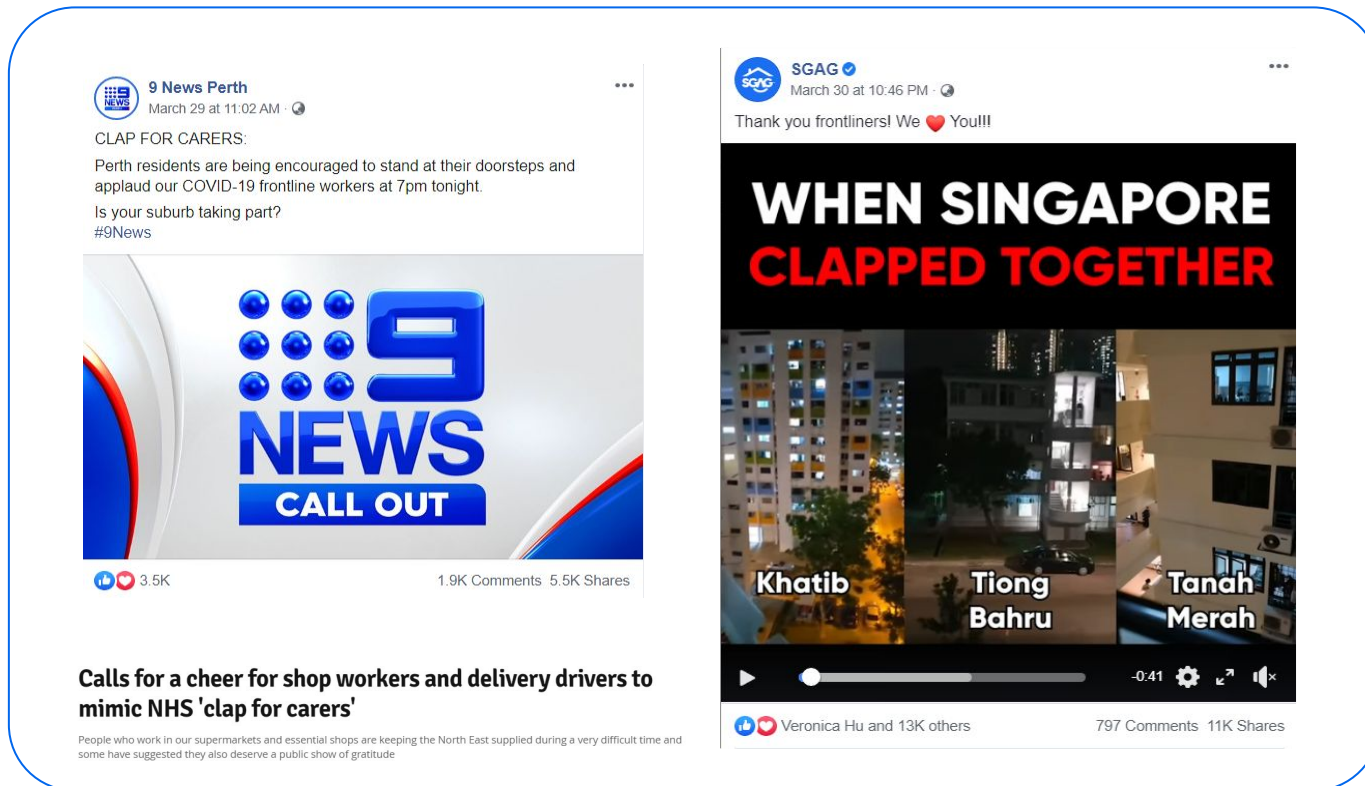 9 News Perth
March 29 at 11:02 AM ·
CLAP FOR CARERS:
Perth residents are being encouraged to stand at their doorsteps and
applaud our COVID-19 frontline workers at 7pm tonight.
Is your suburb taking part?
#9News
9
NEWS
CALL OUT
3.5K
1.9K Comments 5.5K Shares
Calls for a cheer for shop workers and delivery drivers to
mimic NHS 'clap for carers'
People who work in our supermarkets and essential shops are keeping the North East supplied during a very difficult time and
some have suggested they also deserve a public show of gratitude
SGAG
SGAG
March 30 at 10:46 PM ·
Thank you frontliners! We ❤ You!!!
WHEN SINGAPORE
CLAPPED TOGETHER
Khatib
Tiong
Bahru
Tanah
Merah
-0:41
Veronica Hu and 13K others
797 Comments 11K Shares